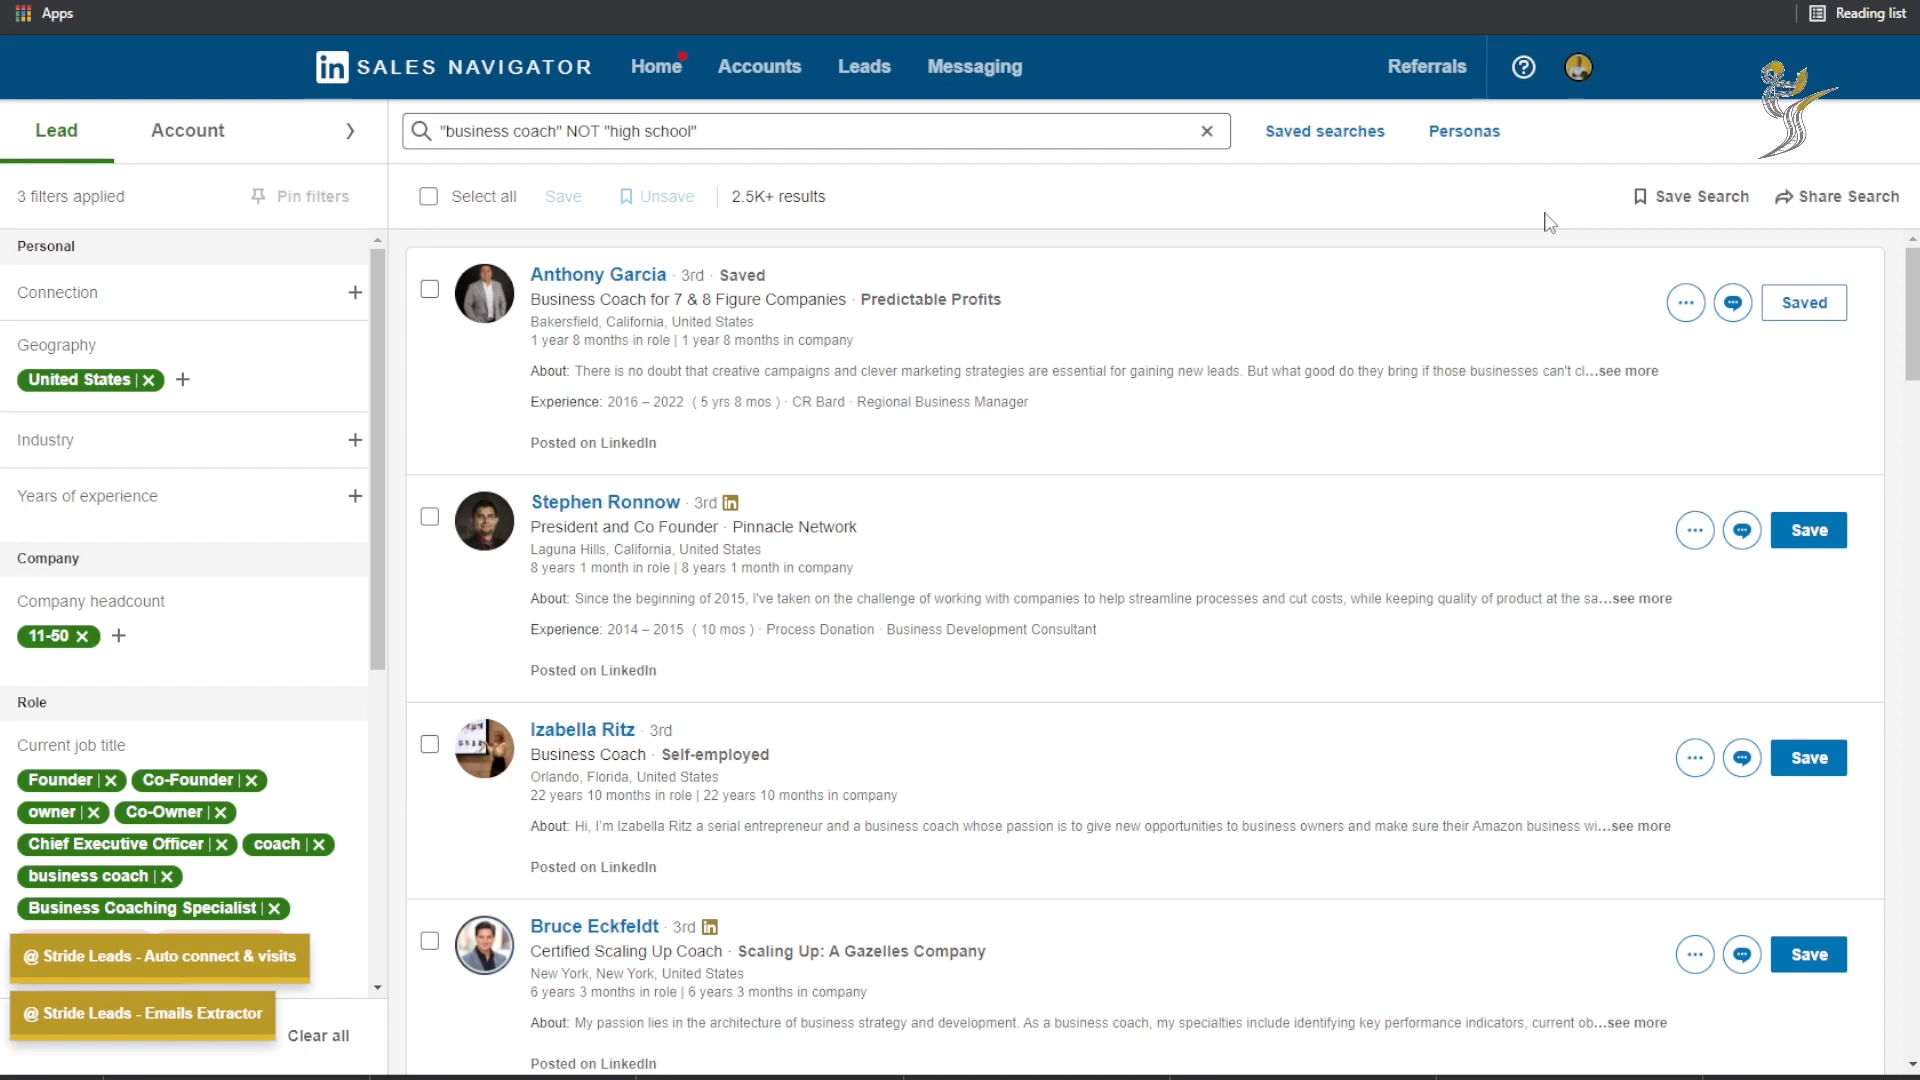 Apps
Reading list
in SALES NAVIGATOR
Home
Accounts
Leads
Messaging
Referrals
Lead
Account
"business coach" NOT "high school"
Saved searches
Personas
3 filters applied
Pin filters
Select all
Save
Unsave
2.5K+ results
Save Search
Share Search
Personal
Connection
Geography
United States
Industry
Years of experience
Company
Company headcount
11-50
Role
Current job title
Founder
Co-Founder
owner
Co-Owner
Chief Executive Officer
coach
business coach
Business Coaching Specialist
@ Stride Leads - Auto connect & visits
@ Stride Leads - Emails Extractor
Clear all
Anthony Garcia · 3rd · Saved
Business Coach for 7 & 8 Figure Companies · Predictable Profits
Bakersfield, California, United States
1 year 8 months in role | 1 year 8 months in company
About: There is no doubt that creative campaigns and clever marketing strategies are essential for gaining new leads. But what good do they bring if those businesses can't cl...see more
Experience: 2016 – 2022 ( 5 yrs 8 mos ) · CR Bard · Regional Business Manager
Posted on LinkedIn
Saved
Stephen Ronnow · 3rd in
President and Co Founder · Pinnacle Network
Laguna Hills, California, United States
8 years 1 month in role | 8 years 1 month in company
About: Since the beginning of 2015, I've taken on the challenge of working with companies to help streamline processes and cut costs, while keeping quality of product at the sa...see more
Experience: 2014 – 2015 ( 10 mos ) · Process Donation · Business Development Consultant
Posted on LinkedIn
Save
Izabella Ritz · 3rd
Business Coach · Self-employed
Orlando, Florida, United States
22 years 10 months in role | 22 years 10 months in company
About: Hi, I'm Izabella Ritz a serial entrepreneur and a business coach whose passion is to give new opportunities to business owners and make sure their Amazon business wi...see more
Posted on LinkedIn
Save
Bruce Eckfeldt · 3rd in
Certified Scaling Up Coach · Scaling Up: A Gazelles Company
New York, New York, United States
6 years 3 months in role | 6 years 3 months in company
About: My passion lies in the architecture of business strategy and development. As a business coach, my specialties include identifying key performance indicators, current ob...see more
Posted on LinkedIn
Save